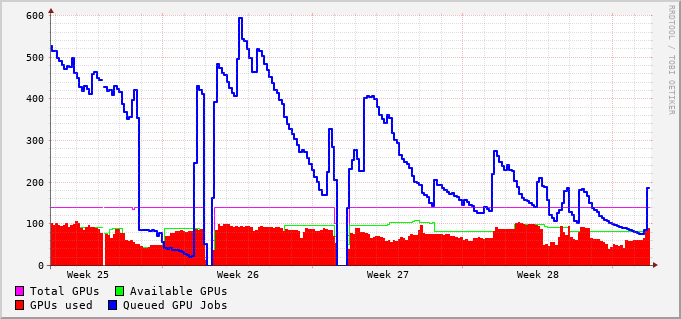 600
500
400
300
200
100
0
Week 25 Week 26 Week 27 Week 28
Total GPUs Available GPUs
GPUs used Queued GPU Jobs
RRDTOOL / TOBI OETIKER